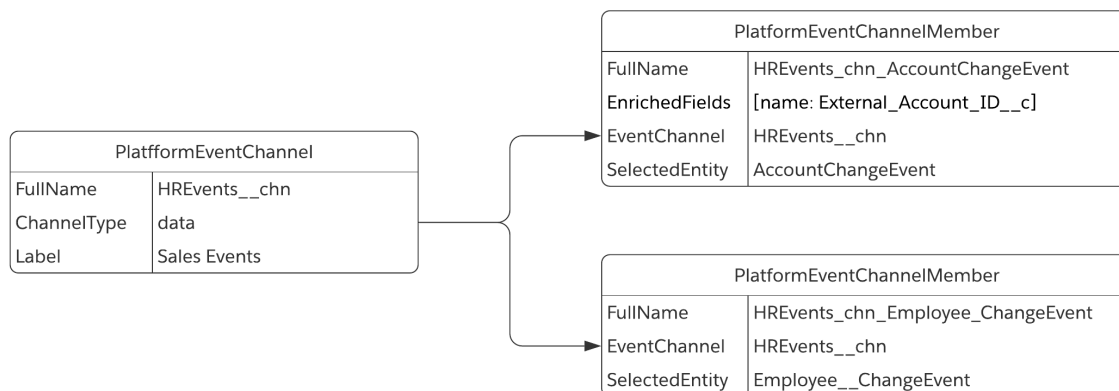 PlatfformEventChannel
FullName HREvents__chn
ChannelType data
Label Sales Events
PlatformEventChannelMember
FullName HREvents_chn_AccountChangeEvent
EnrichedFields [name: External_Account_ID__c]
EventChannel HREvents__chn
SelectedEntity AccountChangeEvent
PlatformEventChannelMember
FullName HREvents_chn_Employee_ChangeEvent
EventChannel HREvents__chn
SelectedEntity Employee__ChangeEvent